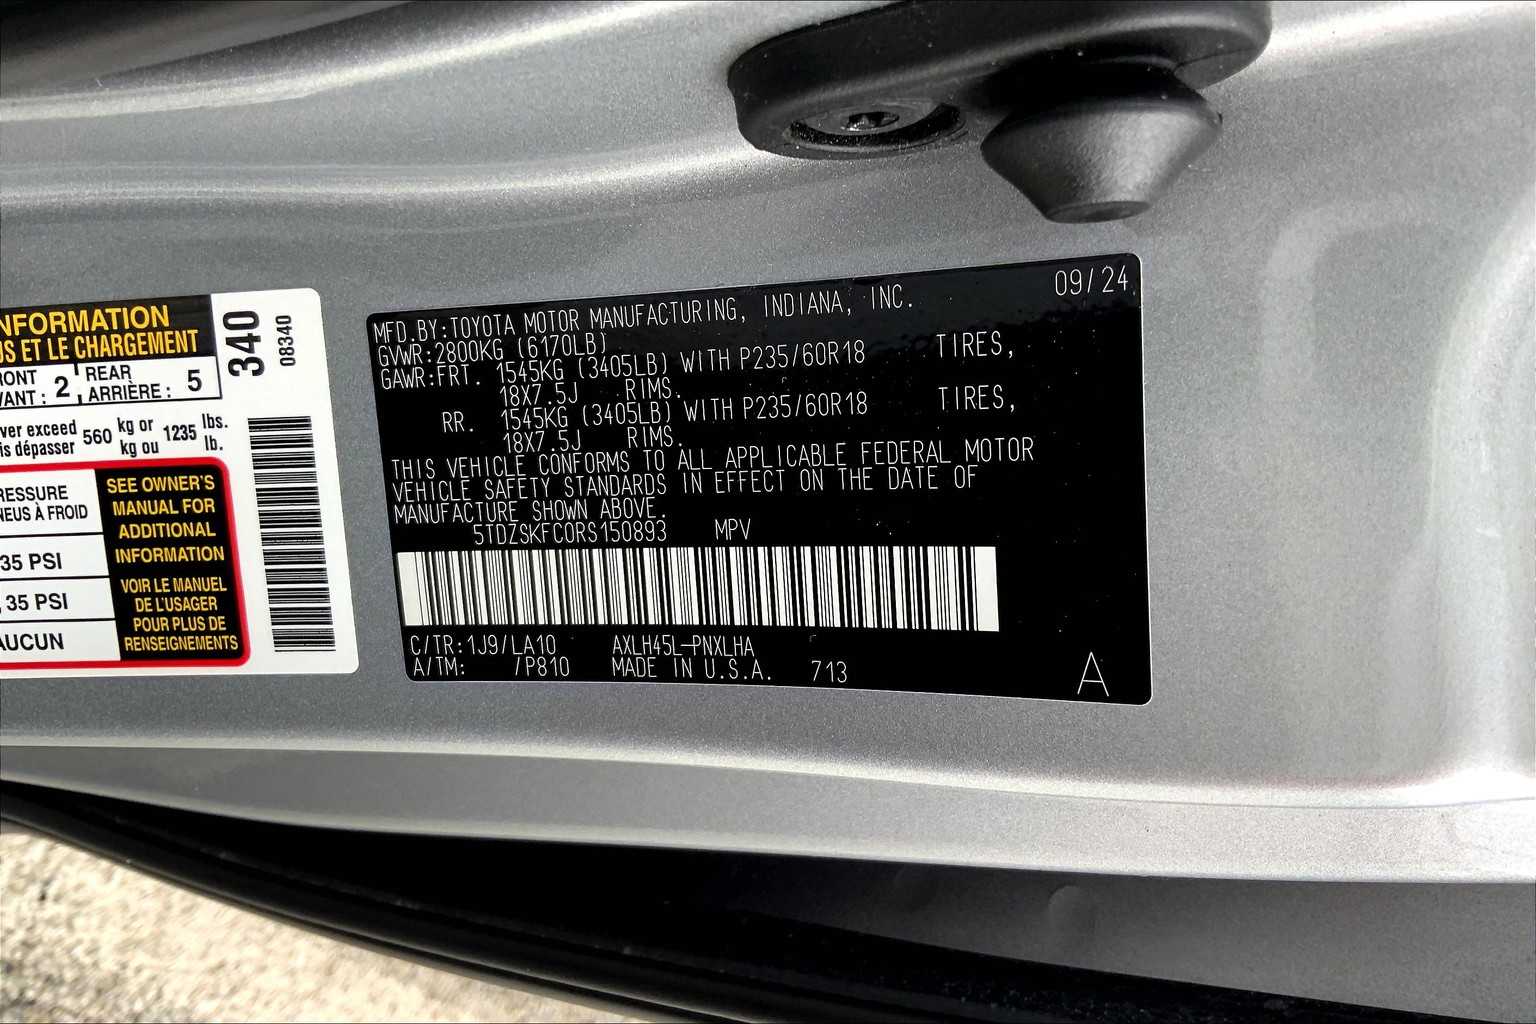 NFORMATION
US ET LE CHARGEMENT
RONT
VANT : 2
REAR
ARRIÈRE : 5
ver exceed
is dépasser 560 kg or
kg ou 1235 lbs.
lb.
RESSURE
NEUS À FROID
35 PSI
, 35 PSI
AUCUN
SEE OWNER'S
MANUAL FOR
ADDITIONAL
INFORMATION
VOIR LE MANUEL
DE L'USAGER
POUR PLUS DE
RENSEIGNEMENTS
340
08340
09/24
MFD.BY:TOYOTA MOTOR MANUFACTURING, INDIANA, INC.
GVWR:2800KG (6170LB)
GAWR:FRT. 1545KG (3405LB) WITH P235/60R18 TIRES,
18X7.5J RIMS.
RR. 1545KG (3405LB) WITH P235/60R18 TIRES,
18X7.5J RIMS.
THIS VEHICLE CONFORMS TO ALL APPLICABLE FEDERAL MOTOR
VEHICLE SAFETY STANDARDS IN EFFECT ON THE DATE OF
MANUFACTURE SHOWN ABOVE.
5TDZSKFC0RS150893 MPV
C/TR:1J9/LA10 AXLH45L-PNXLHA
A/TM: /P810 MADE IN U.S.A. 713
A